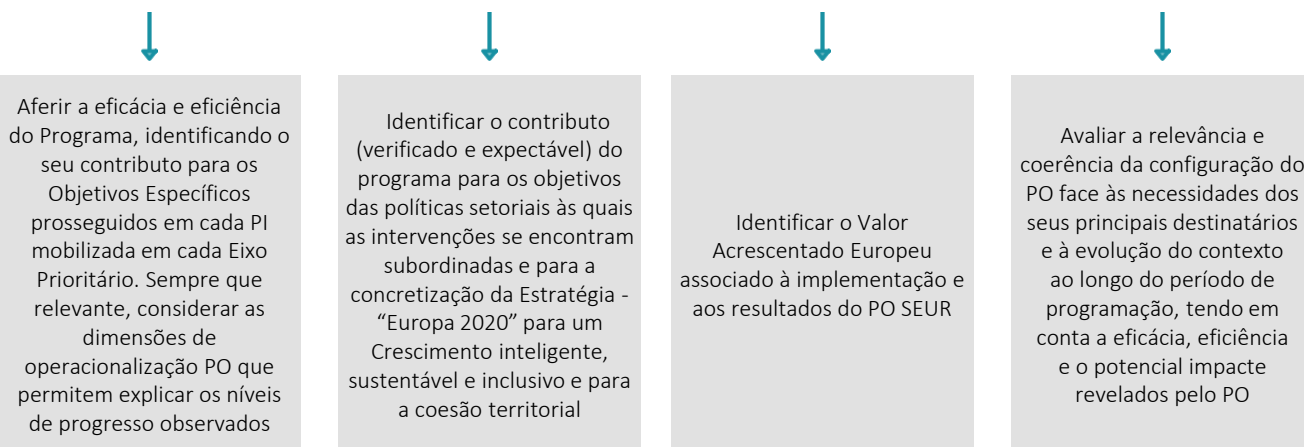 Aferir a eficácia e eficiência
do Programa, identificando o
seu contributo para os
Objetivos Específicos
prosseguidos em cada PI
mobilizada em cada Eixo
Prioritário. Sempre que
relevante, considerar as
dimensões de
operacionalização PO que
permitem explicar os níveis
de progresso observados
Identificar o contributo
(verificado e expectável) do
programa para os objetivos
das políticas setoriais às quais
as intervenções se encontram
subordinadas e para a
concretização da Estratégia -
“Europa 2020” para um
Crescimento inteligente,
sustentável e inclusivo e para
a coesão territorial
Identificar o Valor
Acrescentado Europeu
associado à implementação e
aos resultados do PO SEUR
Avaliar a relevância e
coerência da configuração do
PO face às necessidades dos
seus principais destinatários
e à evolução do contexto
ao longo do período de
programação, tendo em
conta a eficácia, eficiência
e o potencial impacte
revelados pelo PO